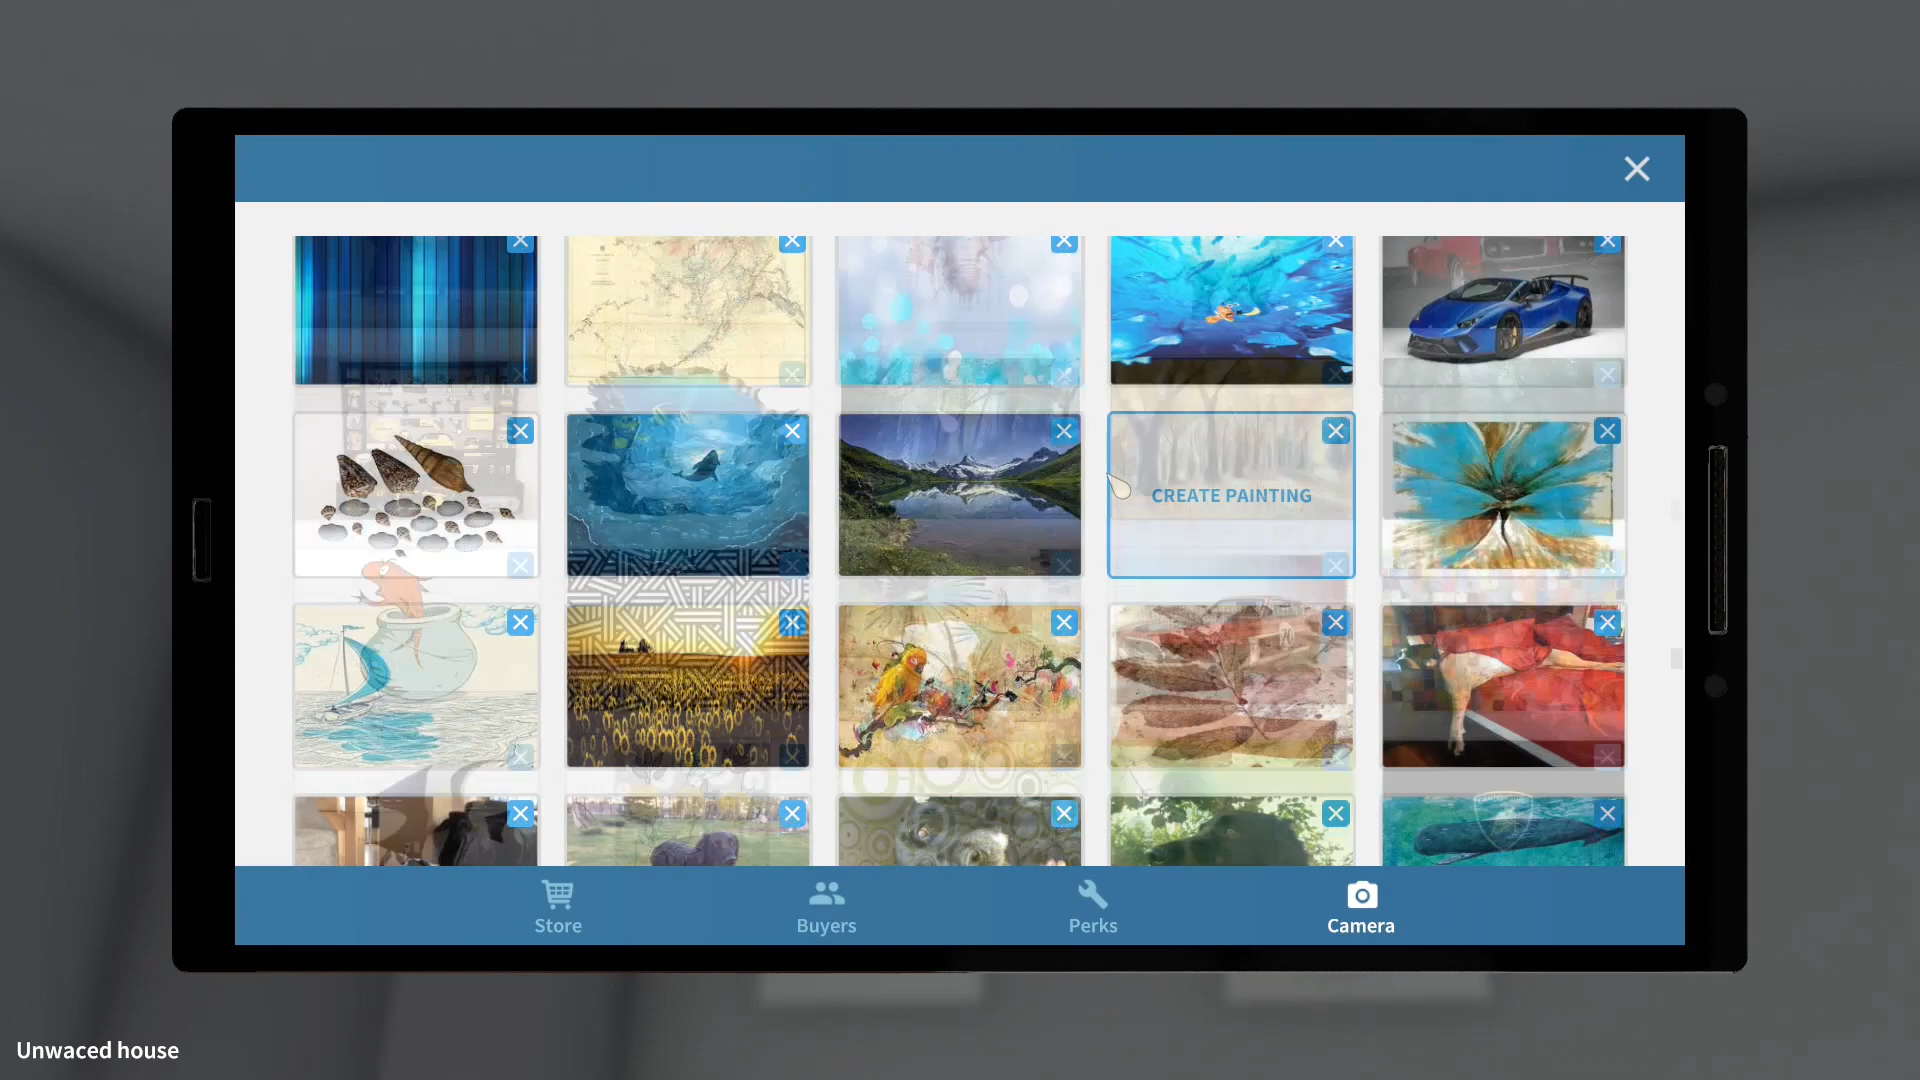 CREATE PAINTING
Store
Buyers
Perks
Camera
Unwaced house